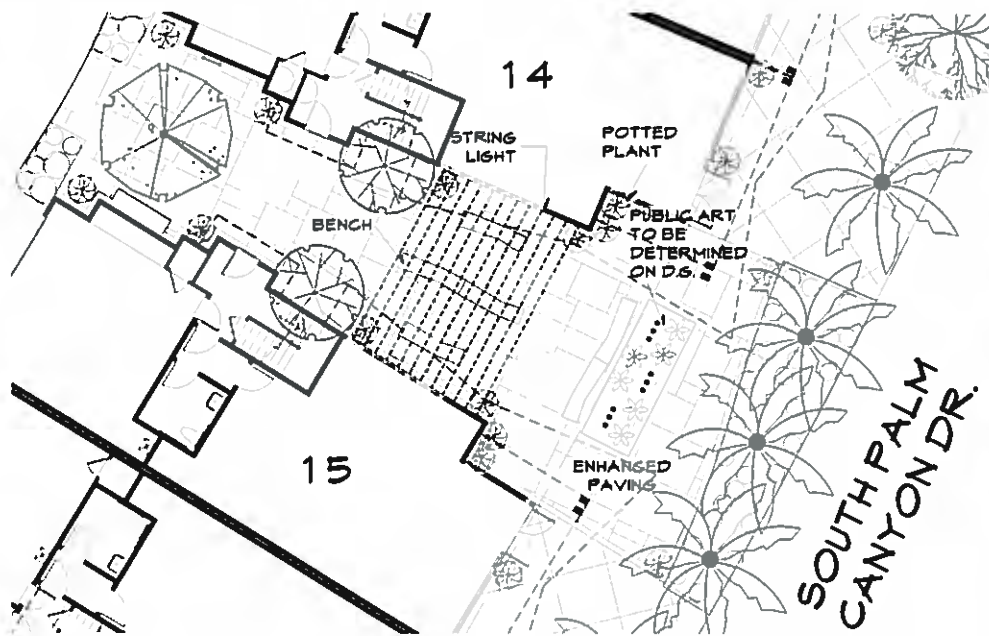 14
STRING
LIGHT
POTTED
PLANT
PUBLIC ART
TO BE
DETERMINED
ON D.G.
BENCH
15
ENHANCED
PAVING
SOUTH PALM
CANYON DR.